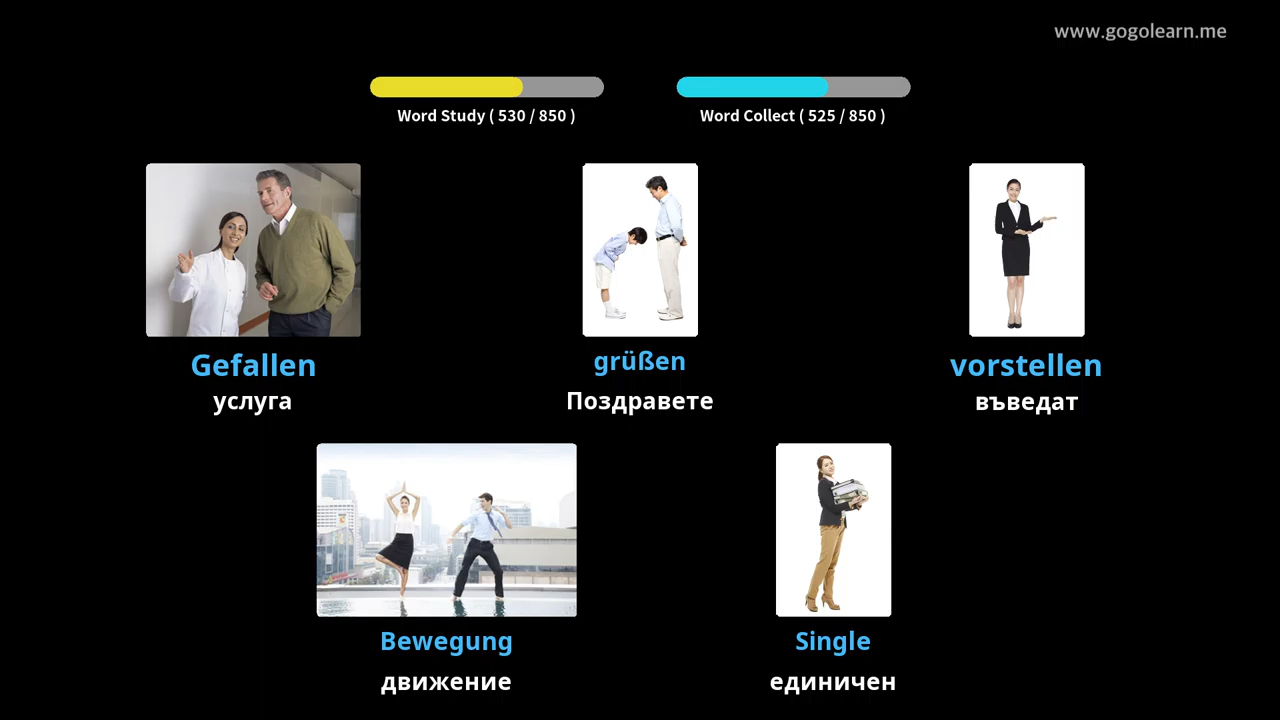 www.gogolearn.me
Word Study ( 530 / 850 )
Word Collect ( 525 / 850 )
Gefallen
услуга
grüßen
Поздравете
vorstellen
въведат
Bewegung
движение
Single
единичен